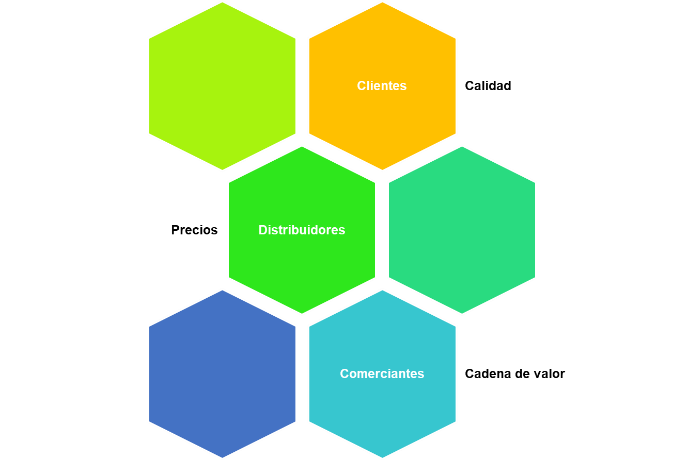 Clientes
Calidad
Precios
Distribuidores
Comerciantes
Cadena de valor